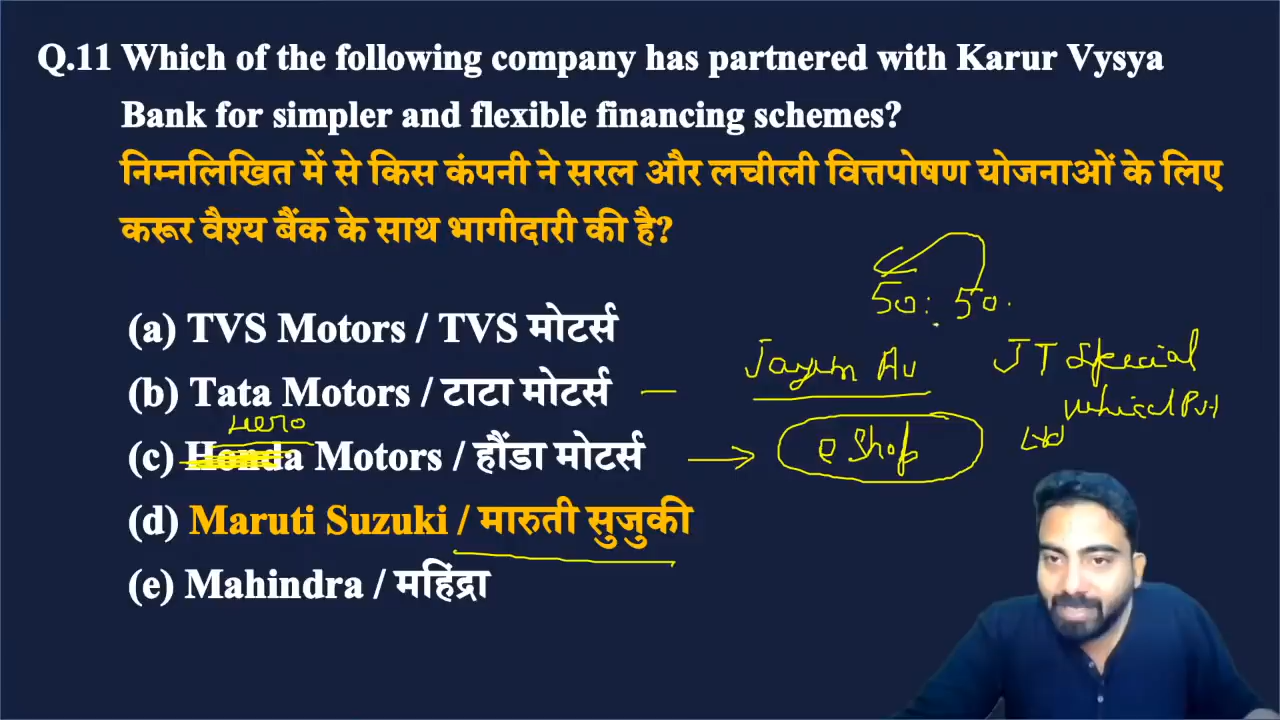 Q.11 Which of the following company has partnered with Karur Vysya
Bank for simpler and flexible financing schemes?
निम्नलिखित में से किस कंपनी ने सरल और लचीली वित्तपोषण योजनाओं के लिए
करूर वैश्य बैंक के साथ भागीदारी की है?
50:50.
(a) TVS Motors / TVS मोटर्स
Jayem Au
JT Special
(b) Tata Motors / टाटा मोटर्स
Pvt
Ltd
Hero
(c) Honda Motors / हौंडा मोटर्स
e Shop
(d) Maruti Suzuki / मारुती सुजुकी
(e) Mahindra / महिंद्रा